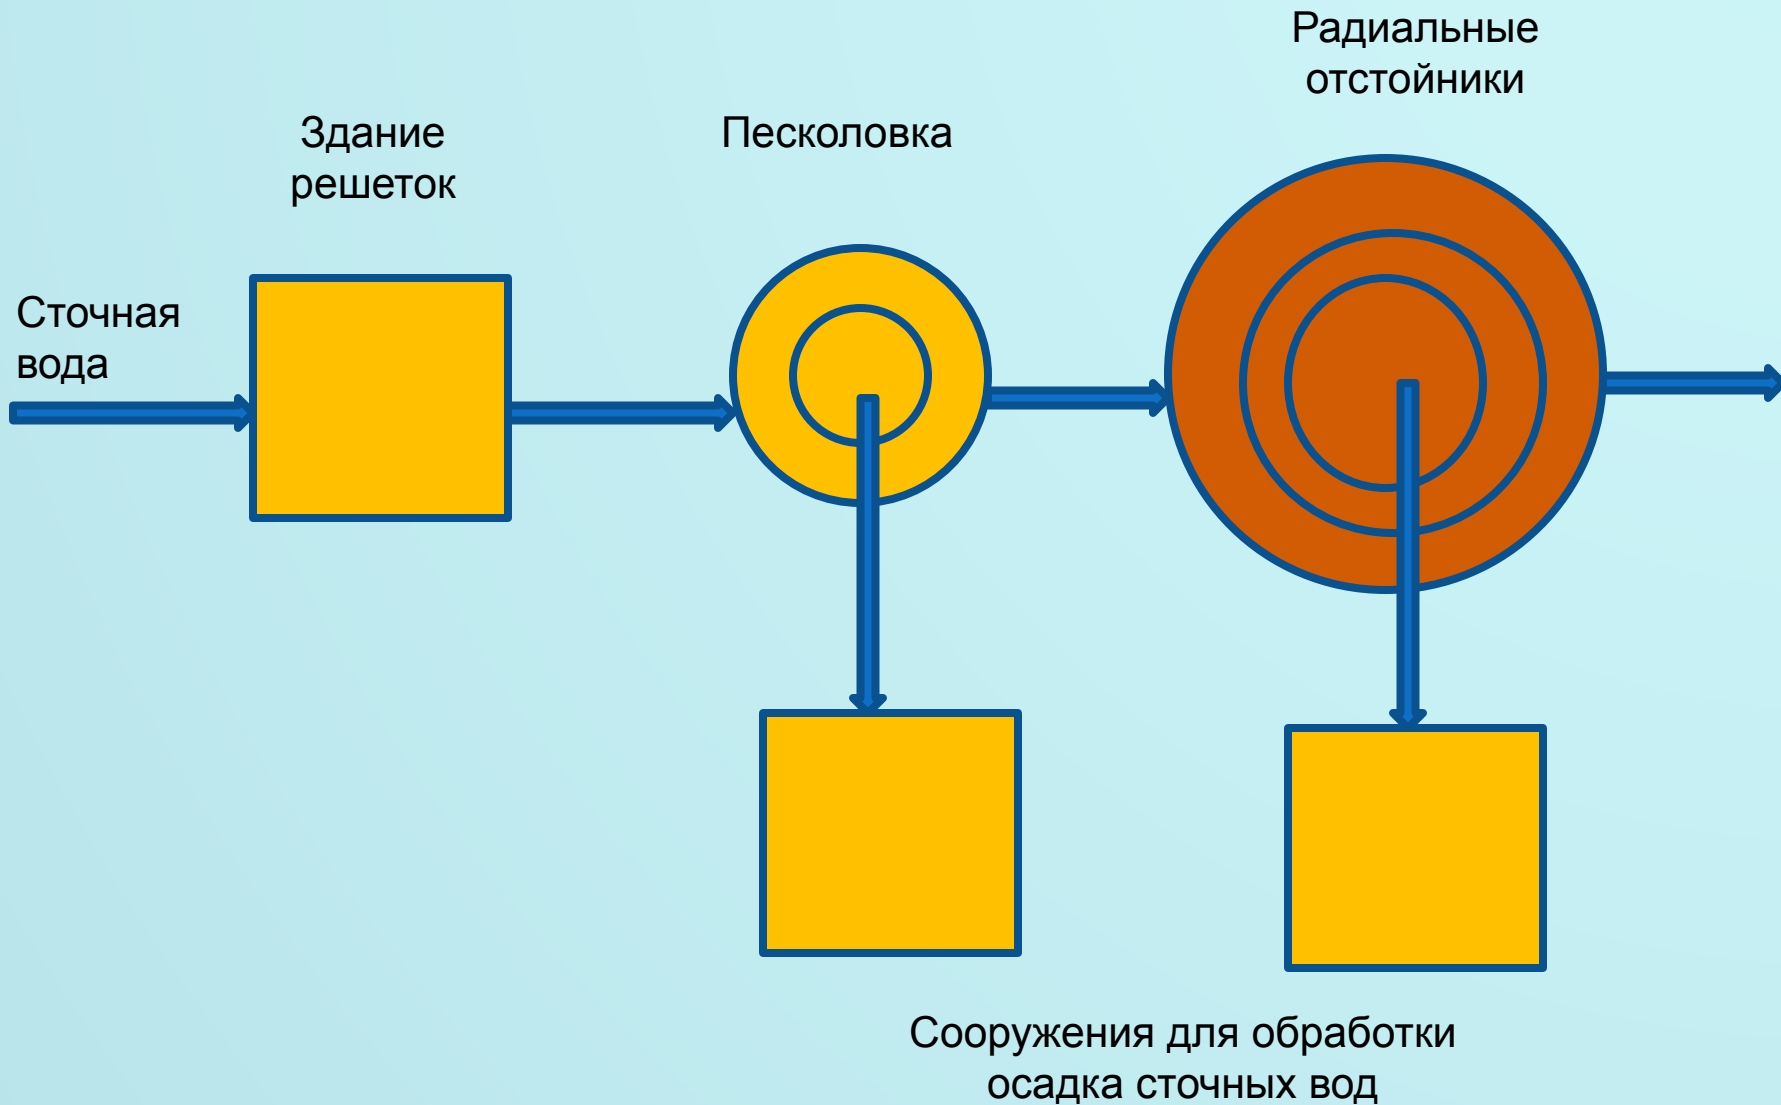 Радиальные
отстойники
Здание
решеток
Песколовка
Сточная
вода
Сооружения для обработки
осадка сточных вод